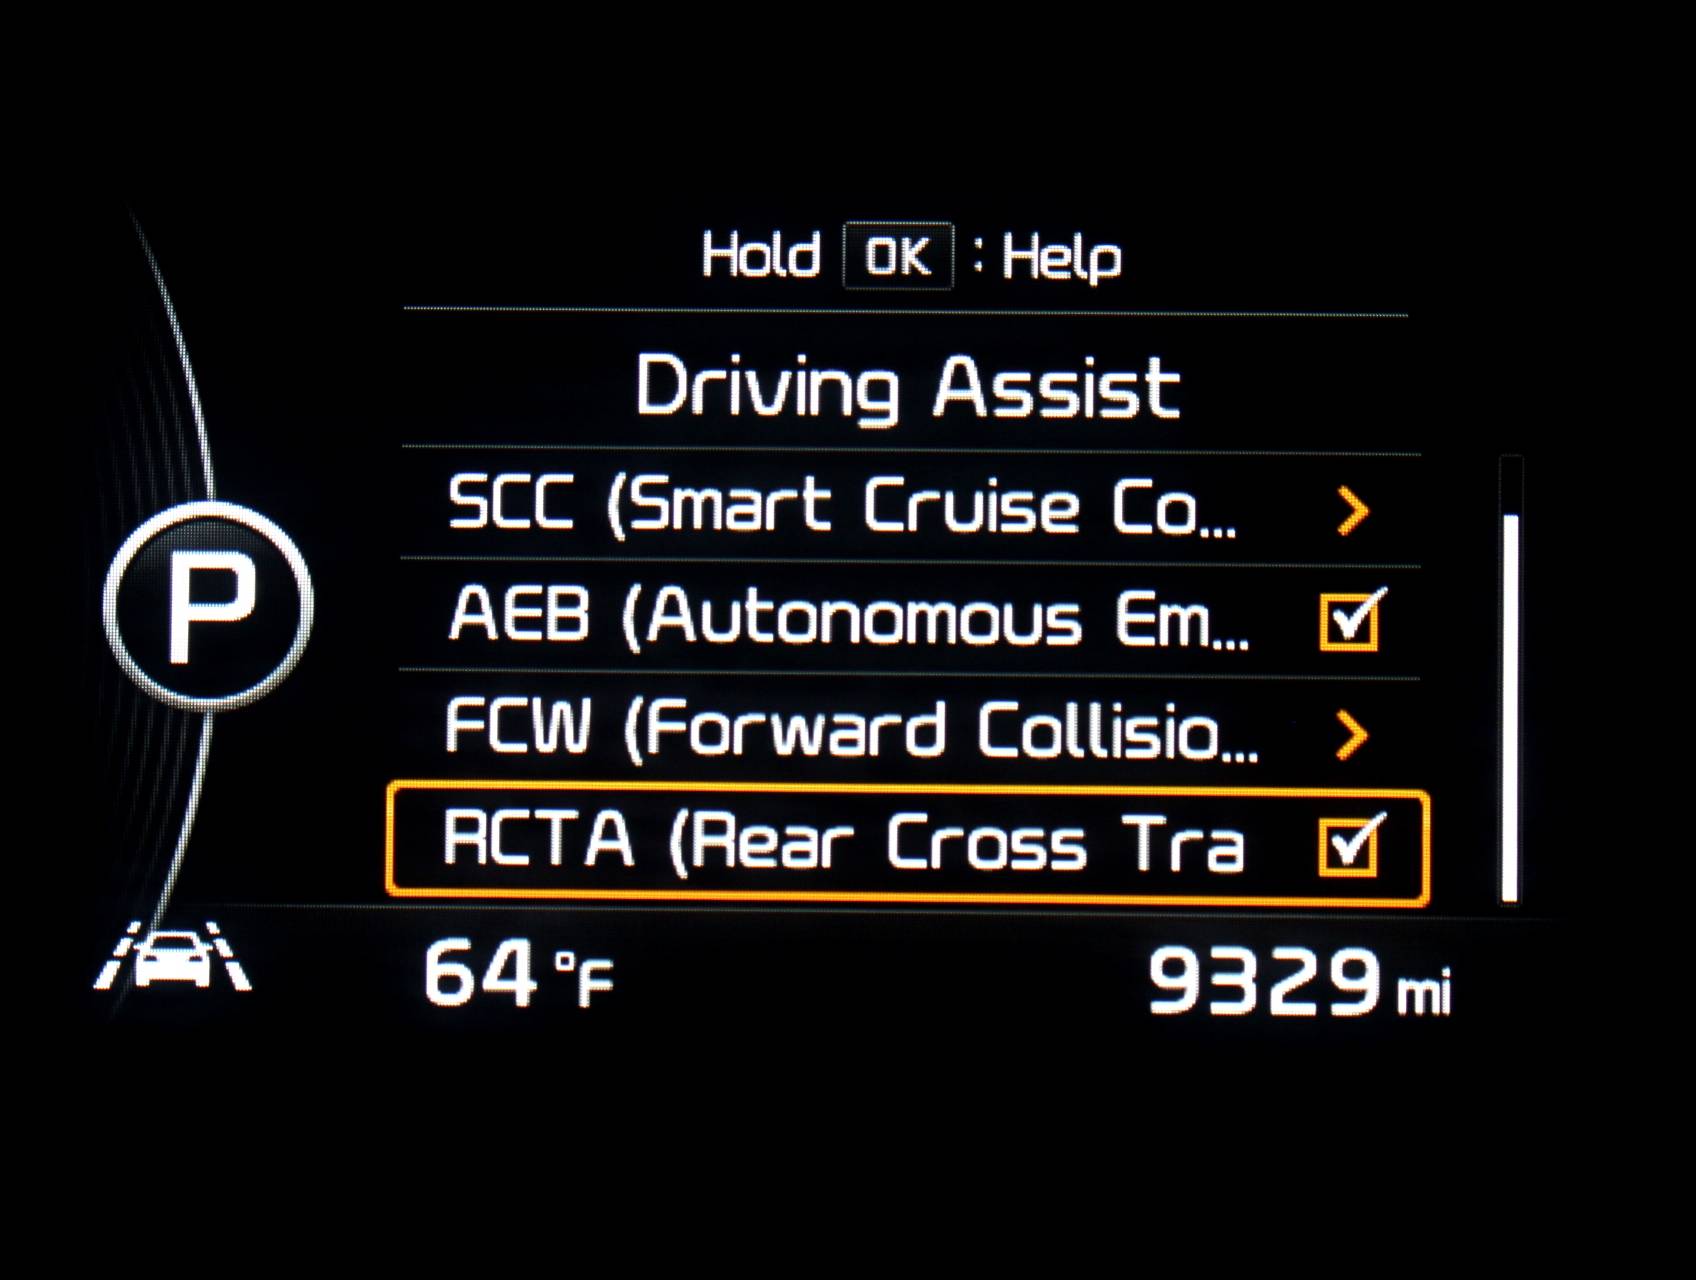 Hold OK : Help
Driving Assist
SCC (Smart Cruise Co...
AEB (Autonomous Em...
FCW (Forward Collisio...
RCTA (Rear Cross Tra
P
64 °F
9329 mi